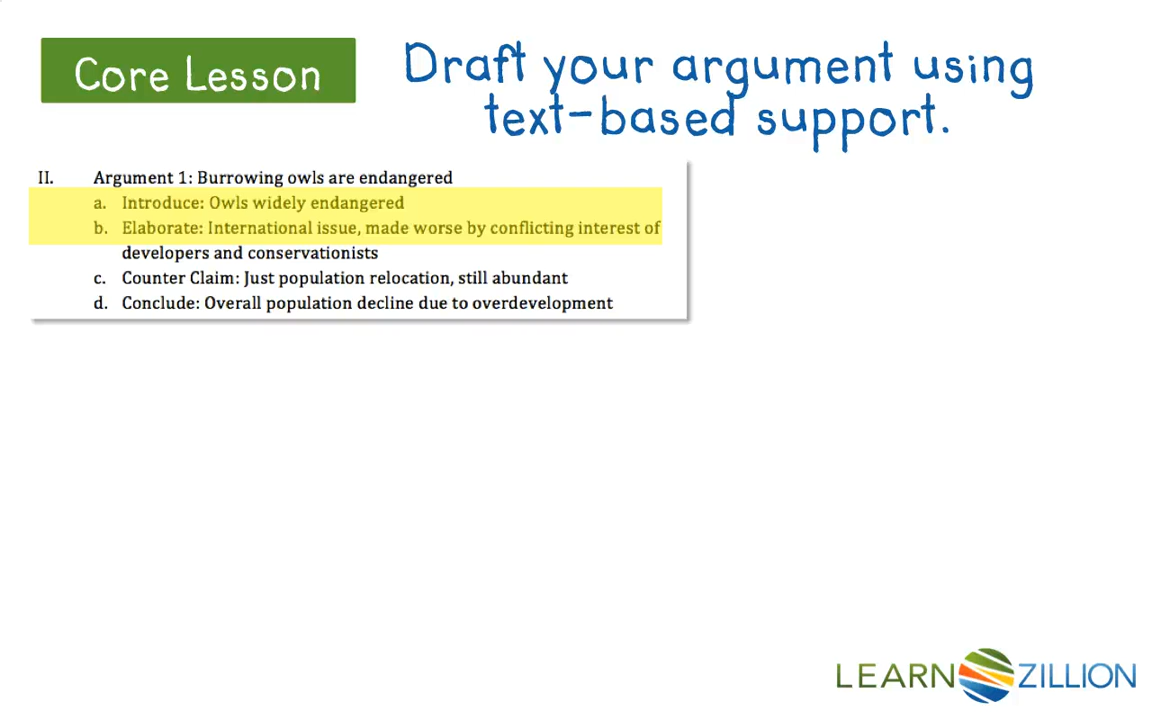 Core Lesson
Draft your argument using
text-based support.
II. Argument 1: Burrowing owls are endangered
a. Introduce: Owls widely endangered
b. Elaborate: International issue, made worse by conflicting interest of
developers and conservationists
c. Counter Claim: Just population relocation, still abundant
d. Conclude: Overall population decline due to overdevelopment
LEARN ZILLION